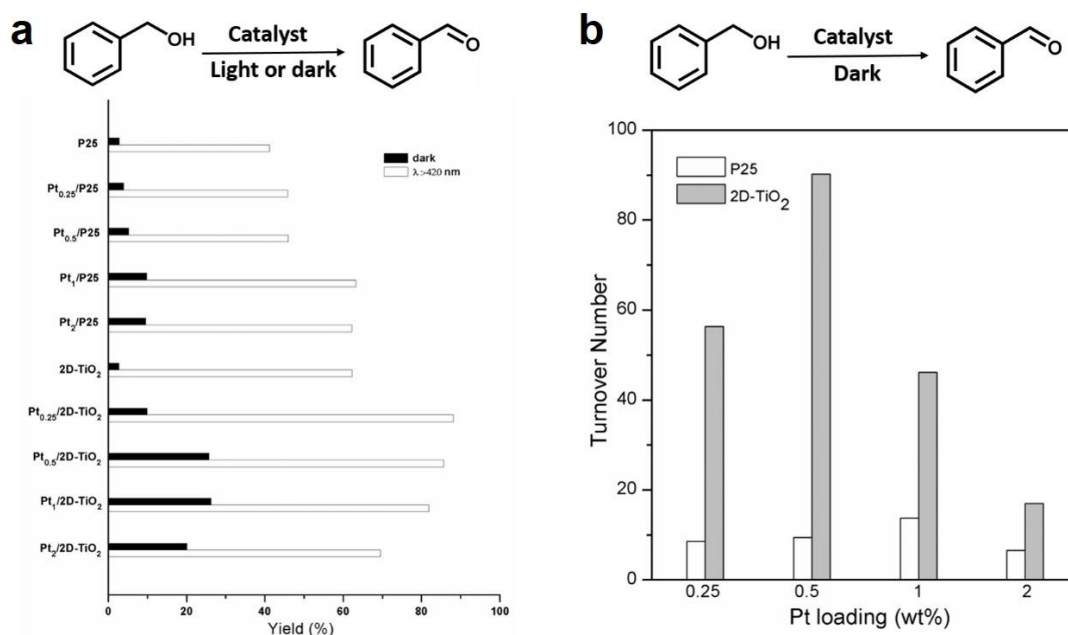 a
OH
Catalyst
Light or dark
O
P25
Pt0.25/P25
Pt0.5/P25
Pt1/P25
Pt2/P25
2D-TiO2
Pt0.25/2D-TiO2
Pt0.5/2D-TiO2
Pt1/2D-TiO2
Pt2/2D-TiO2
dark
λ>420 nm
0 20 40 60 80 100
Yield (%)
b
OH
Catalyst
Dark
O
100
80
60
40
20
0
Turnover Number
P25
2D-TiO2
0.25 0.5 1 2
Pt loading (wt%)